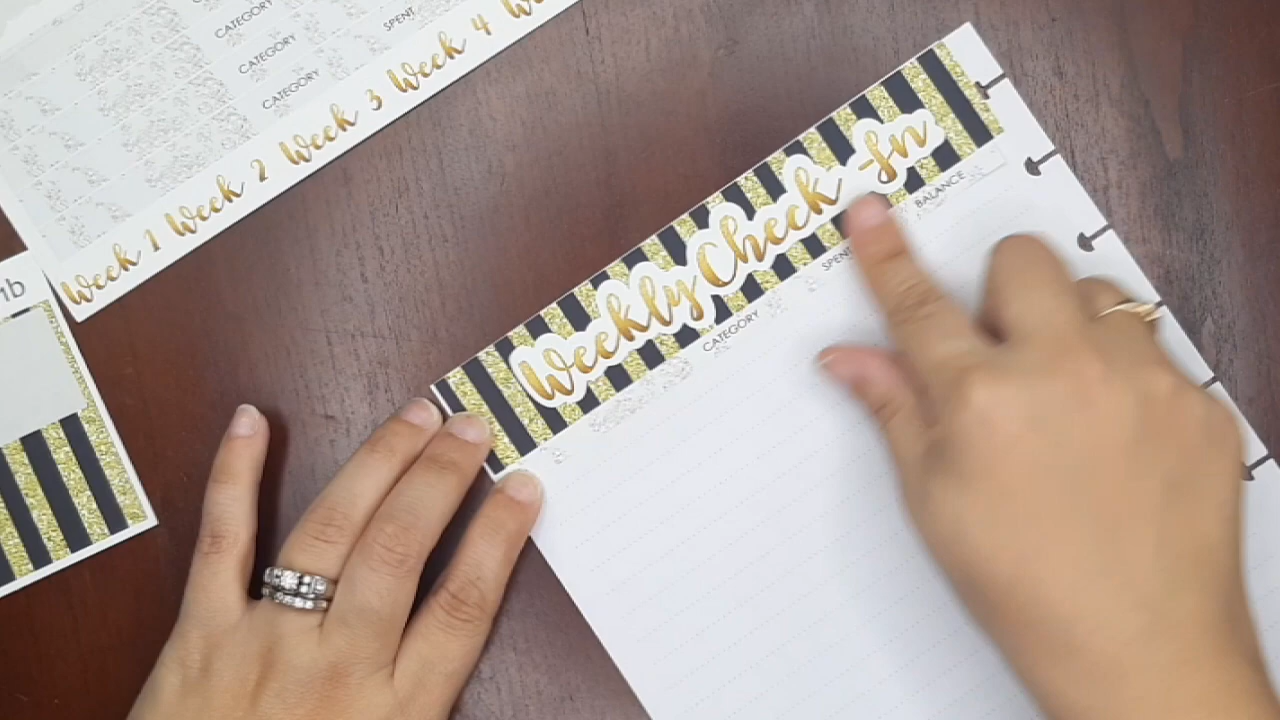 CATEGORY
CATEGORY SPENT
CATEGORY
Week 1 Week 2 Week 3 Week 4
Weekly Check-In
CATEGORY SPENT BALANCE